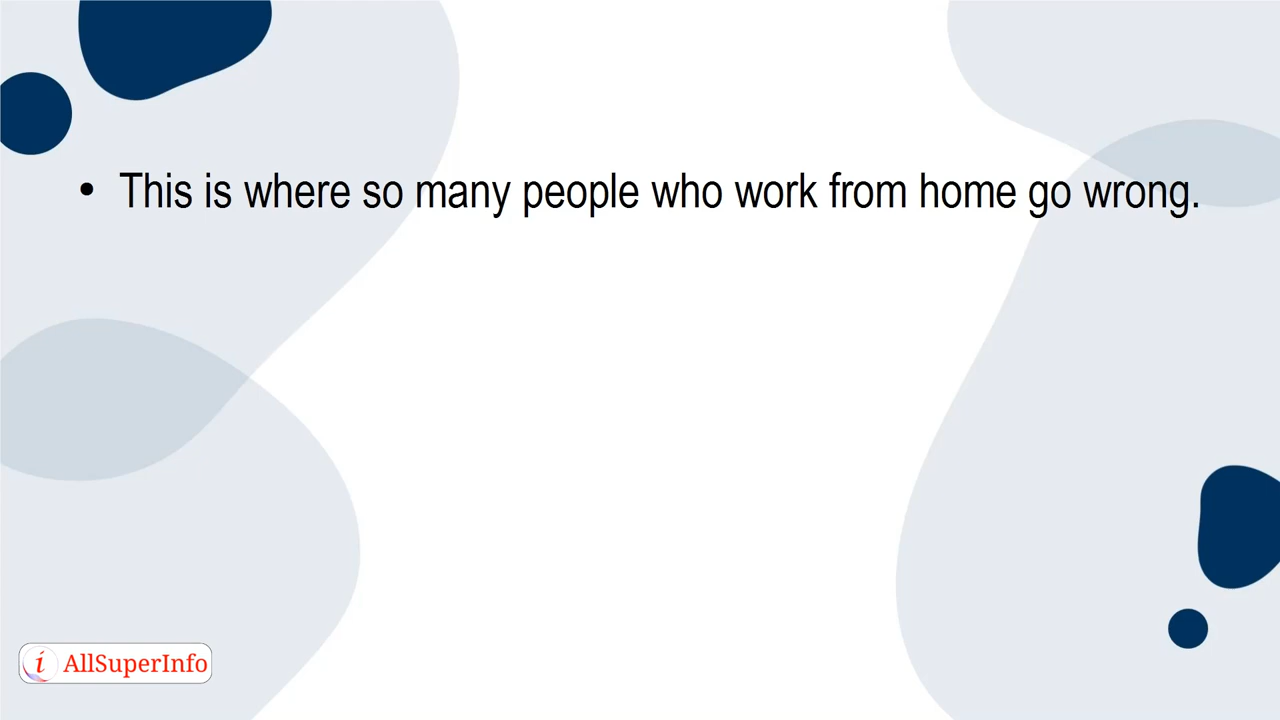 • This is where so many people who work from home go wrong.
i AllSuperInfo